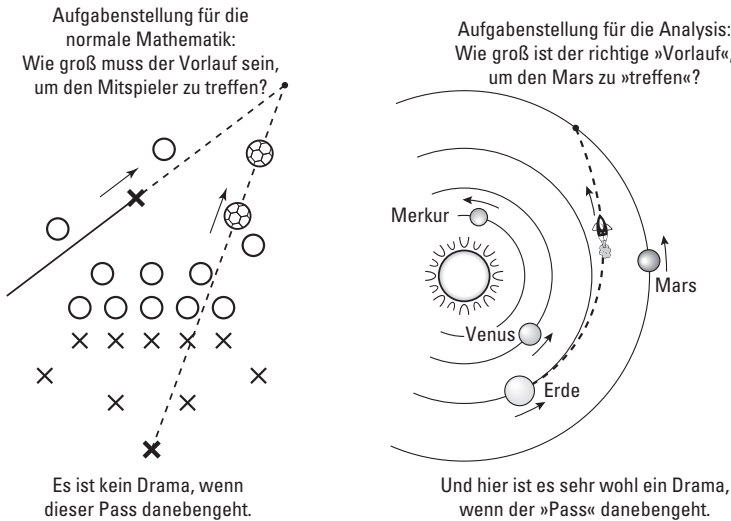 Aufgabenstellung für die
normale Mathematik:
Wie groß muss der Vorlauf sein,
um den Mitspieler zu treffen?
Es ist kein Drama, wenn
dieser Pass danebengeht.
Aufgabenstellung für die Analysis:
Wie groß ist der richtige »Vorlauf«,
um den Mars zu »treffen«?
Merkur
Mars
Venus
Erde
Und hier ist es sehr wohl ein Drama,
wenn der »Pass« danebengeht.